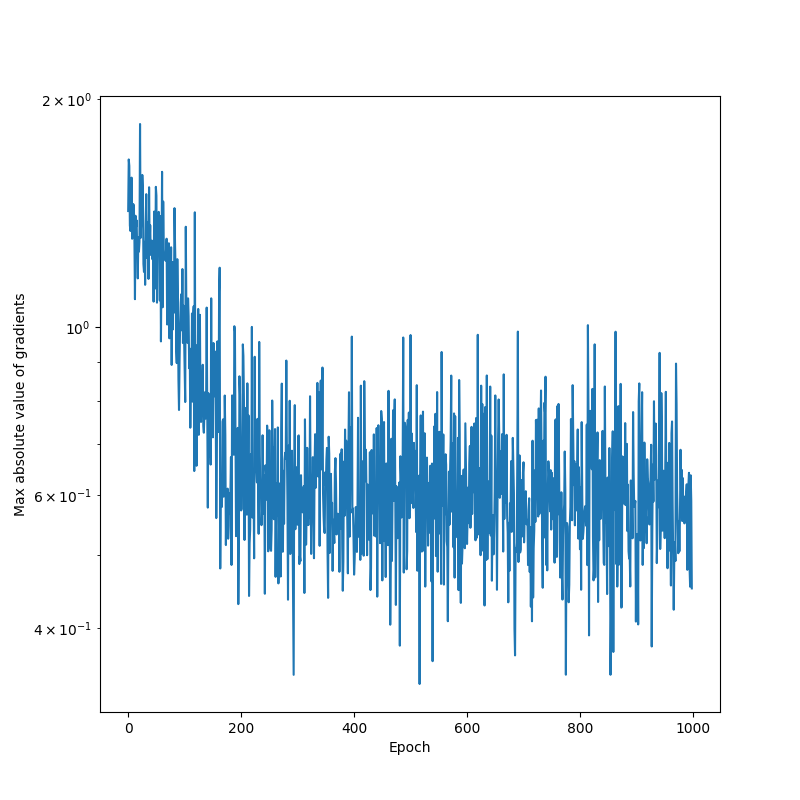 Max absolute value of gradients
2 × 10⁰
10⁰
6 × 10⁻¹
4 × 10⁻¹
0 200 400 600 800 1000
Epoch